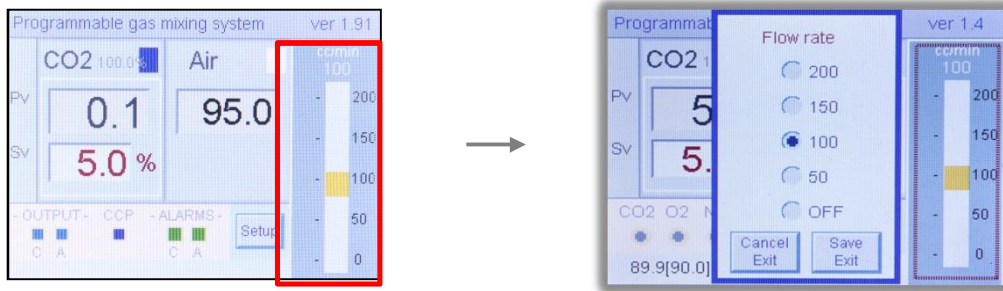 Programmable gas mixing system ver 1.91
CO2 100.0%
Air
cc/min
100
Pv
0.1
95.0
Sv
5.0 %
200
150
100
50
0
- OUTPUT - CCP - ALARMS -
C A C A
Setup
Programmab ver 1.4
CO2 1
Pv
5
Sv
5.
CO2 O2 N
89.9[90.0]
Flow rate
200
150
100
50
OFF
Cancel Exit
Save Exit
cc/min
100
200
150
100
50
0